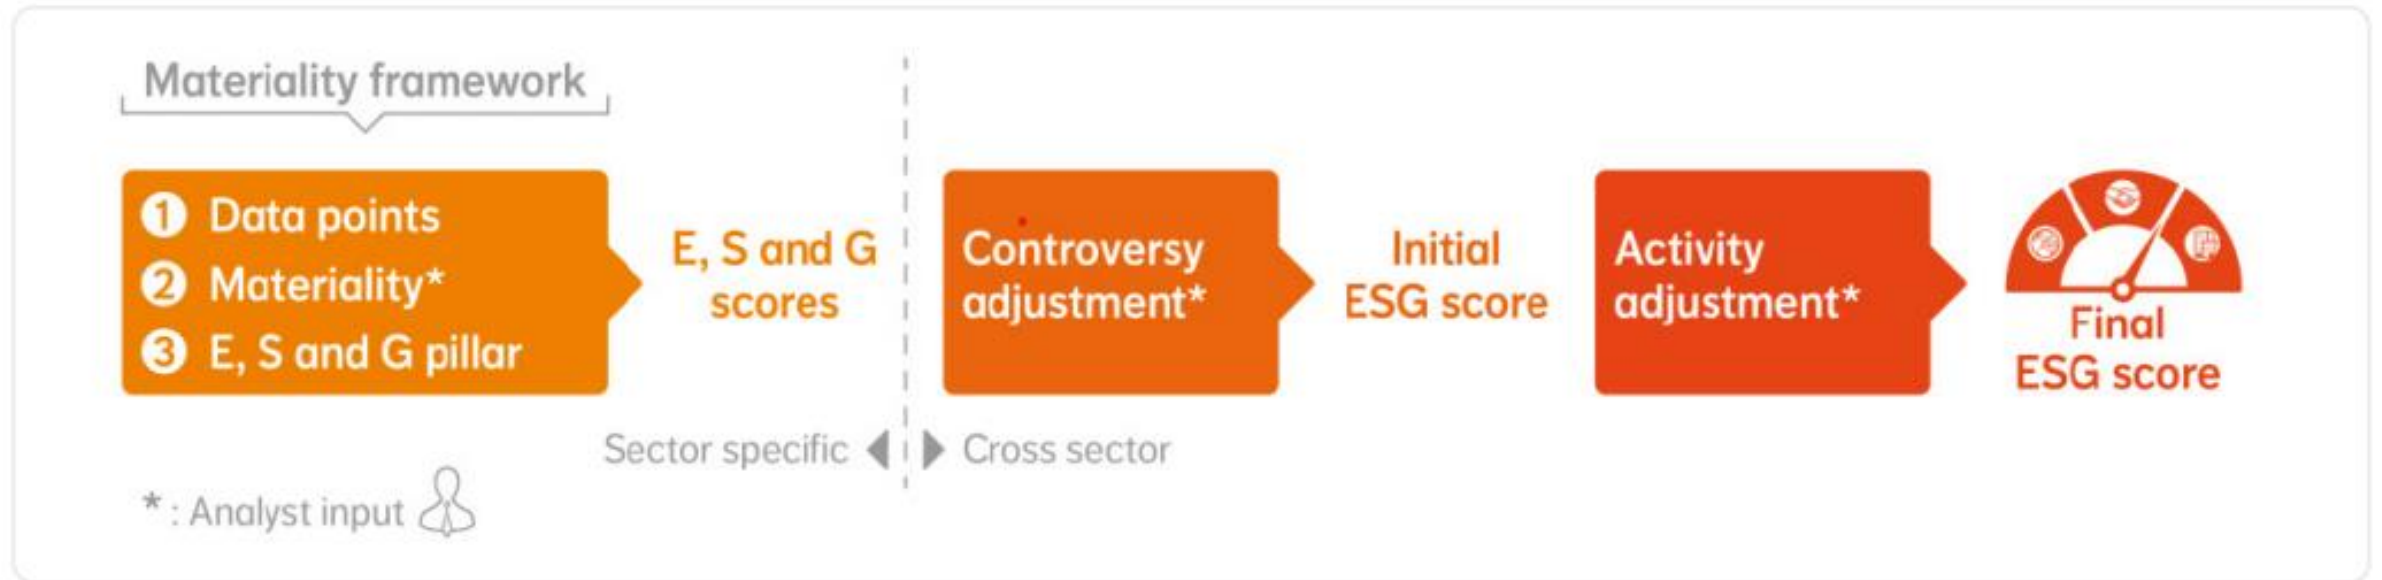 Materiality framework
1 Data points
2 Materiality*
3 E, S and G pillar
E, S and G
scores
Controversy
adjustment*
Initial
ESG score
Activity
adjustment*
Final
ESG score
Sector specific
Cross sector
* : Analyst input